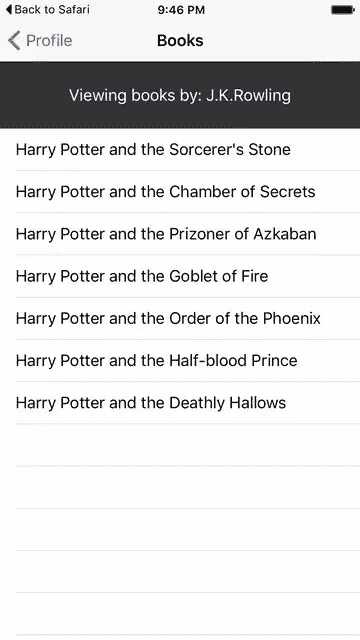 Back to Safari 9:46 PM
Profile Books
Viewing books by: J.K.Rowling
Harry Potter and the Sorcerer's Stone
Harry Potter and the Chamber of Secrets
Harry Potter and the Prizoner of Azkaban
Harry Potter and the Goblet of Fire
Harry Potter and the Order of the Phoenix
Harry Potter and the Half-blood Prince
Harry Potter and the Deathly Hallows